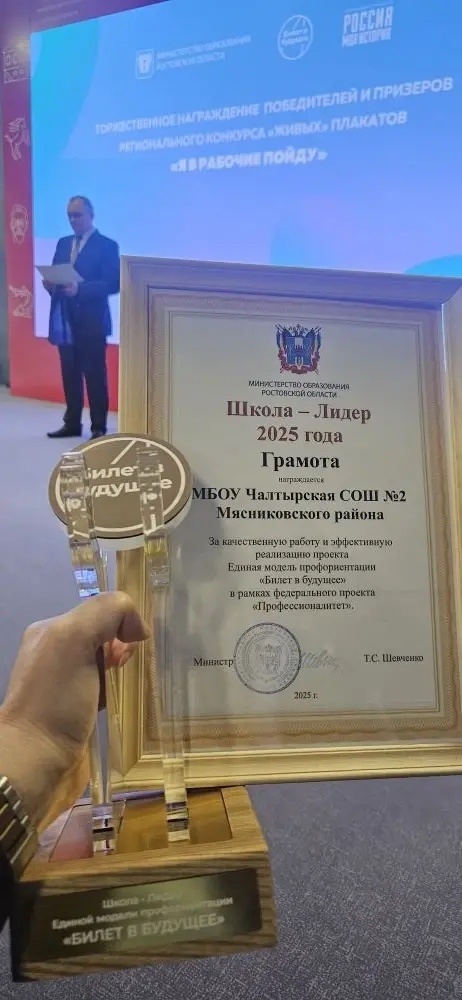 МИНИСТЕРСТВО ОБРАЗОВАНИЯ
РОСТОВСКОЙ ОБЛАСТИ
Билет в
будущее
РОССИЯ
МОЯ ИСТОРИЯ
ТОРЖЕСТВЕННОЕ НАГРАЖДЕНИЕ ПОБЕДИТЕЛЕЙ И ПРИЗЕРОВ
РЕГИОНАЛЬНОГО КОНКУРСА «ЖИВЫХ» ПЛАКАТОВ
«Я В РАБОЧИЕ ПОЙДУ»
МИНИСТЕРСТВО ОБРАЗОВАНИЯ
РОСТОВСКОЙ ОБЛАСТИ
Школа – Лидер
2025 года
Грамота
награждается
МБОУ Чалтырская СОШ №2
Мясниковского района
За качественную работу и эффективную
реализацию проекта
Единая модель профориентации
«Билет в будущее»
в рамках федерального проекта
«Профессионалитет».
Министр
Т.С. Шевченко
2025 г.
билет в
будущее
Школа - Лидер
Единой модели профориентации
«БИЛЕТ В БУДУЩЕЕ»